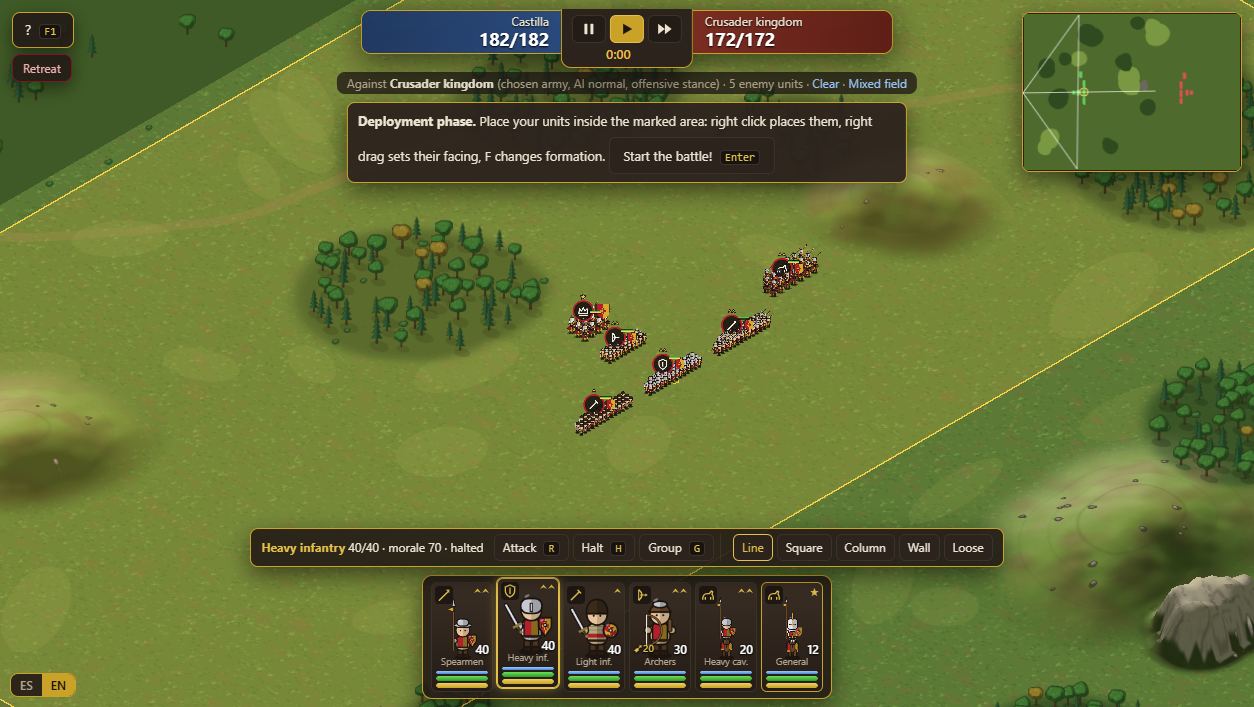 ? F1
Retreat
Castilla
182/182
0:00
Crusader kingdom
172/172
Against Crusader kingdom (chosen army, AI normal, offensive stance) · 5 enemy units · Clear · Mixed field
Deployment phase. Place your units inside the marked area: right click places them, right
drag sets their facing, F changes formation. Start the battle! Enter
Heavy infantry 40/40 · morale 70 · halted Attack R Halt H Group G Line Square Column Wall Loose
40 40 40 20 30 20 12
Spearmen Heavy inf. Light inf. Archers Heavy cav. General
ES EN